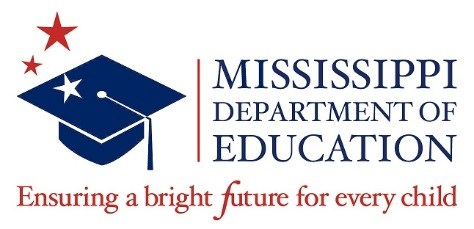 MISSISSIPPI
DEPARTMENT OF
EDUCATION
Ensuring a bright future for every child